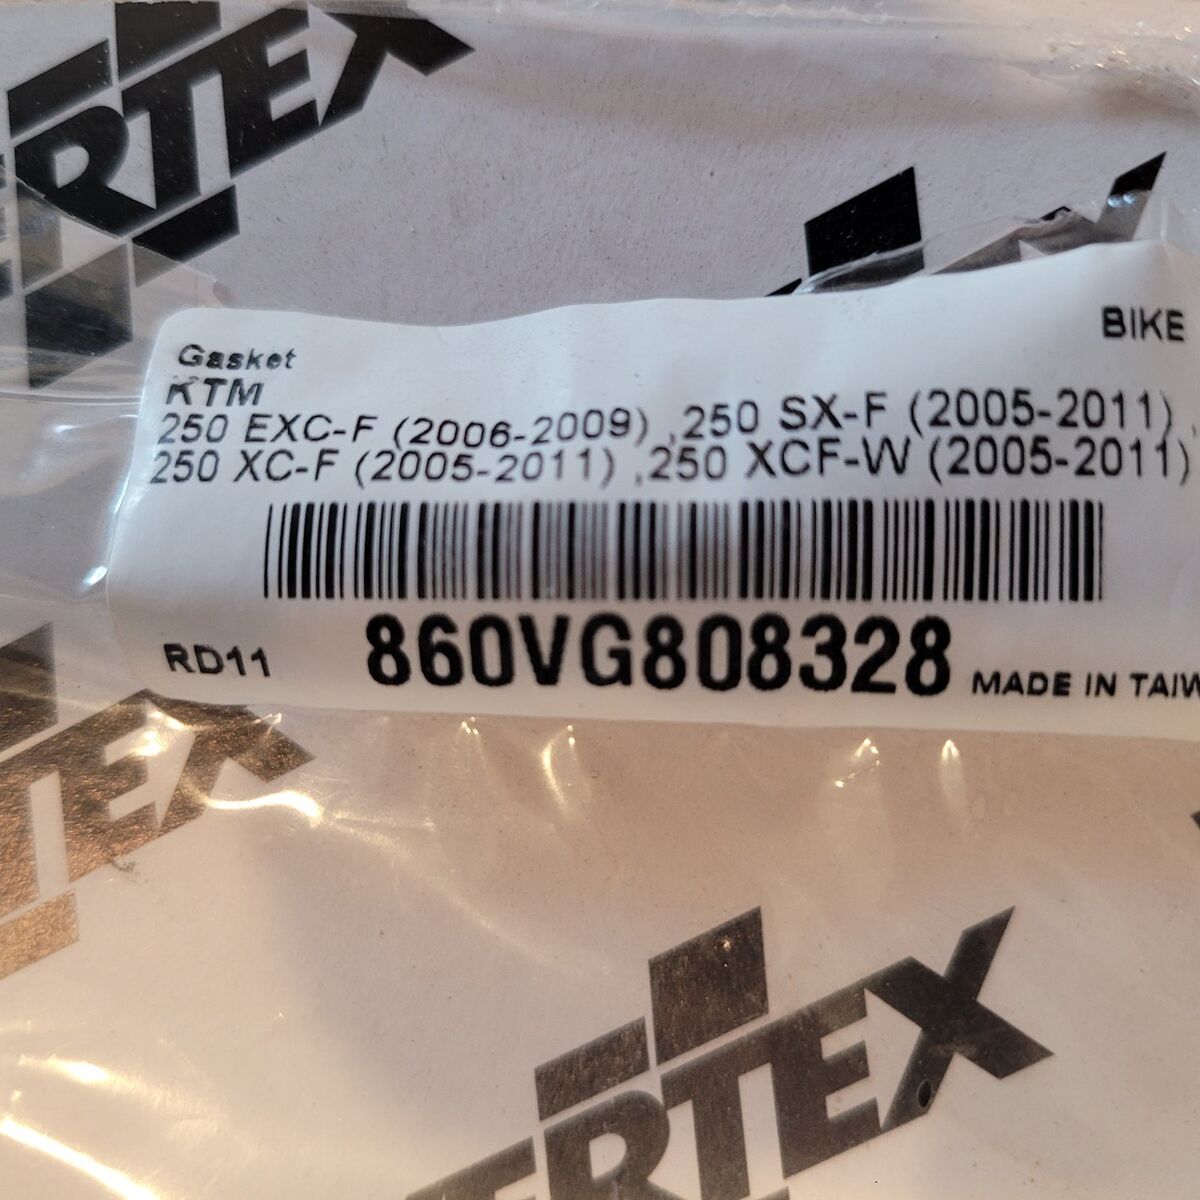 BIKE
Gasket
KTM
250 EXC-F (2006-2009) ,250 SX-F (2005-2011) ,
250 XC-F (2005-2011) ,250 XCF-W (2005-2011)
RD11 860VG808328 MADE IN TAIW
RTEX
TEX
RTEX